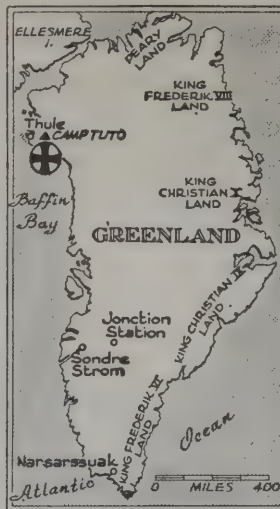 ELLESMERE
I.
PEARY
LAND
KING
FREDERIK VIII
LAND
Thule
CAMP TUTO
KING
CHRISTIAN X
LAND
Baffin
Bay
GREENLAND
KING CHRISTIAN IX
LAND
Jonction
Station
Sondre
Strom
KING FREDERIK VI
LAND
Ocean
Narsarssuak
Atlantic
0 MILES 400